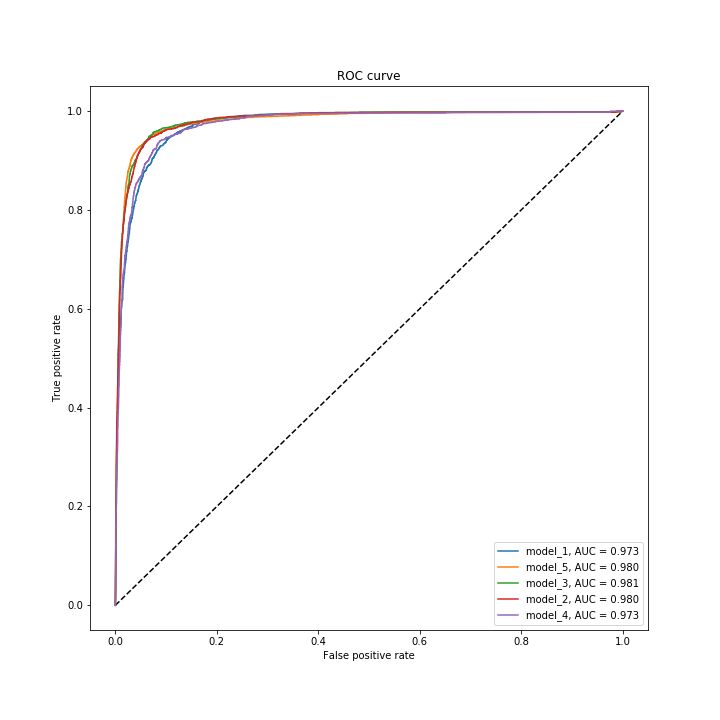 ROC curve
True positive rate
1.0
0.8
0.6
0.4
0.2
0.0
model_1, AUC = 0.973
model_5, AUC = 0.980
model_3, AUC = 0.981
model_2, AUC = 0.980
model_4, AUC = 0.973
0.0 0.2 0.4 0.6 0.8 1.0
False positive rate